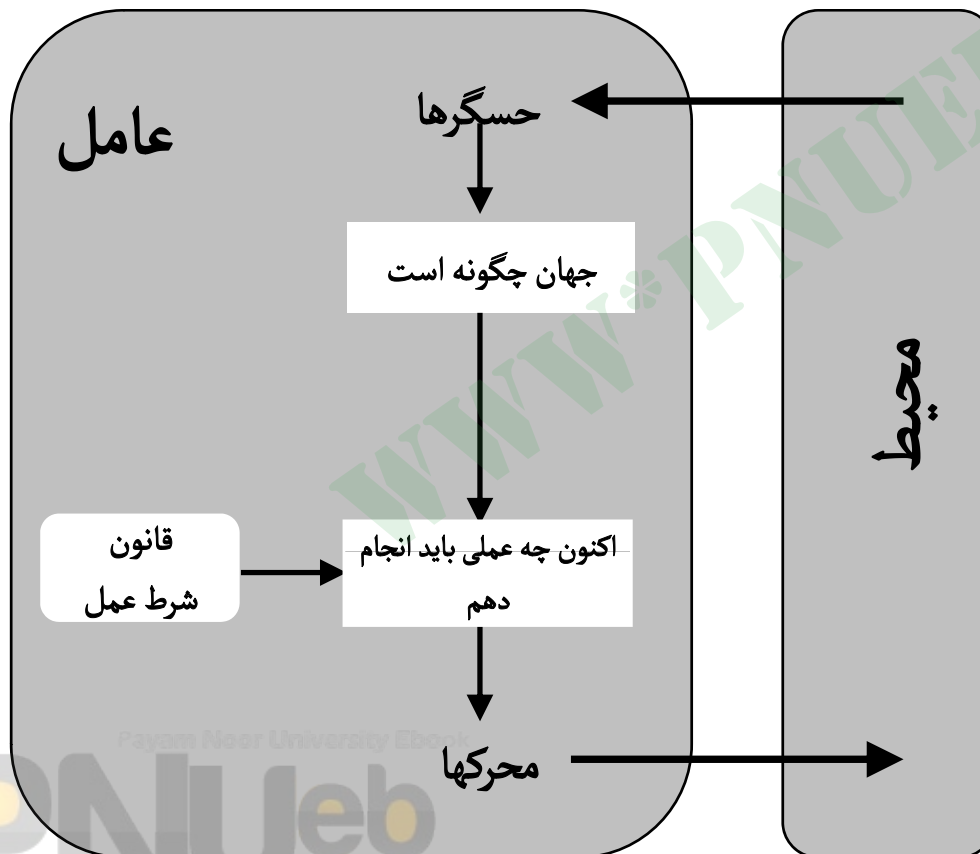 حسگرها
عامل
جهان چگونه است
محیط
قانون
شرط عمل
اکنون چه عملی باید انجام
دهم
محرکها
WWW*PNUE
Payam Noor University Ebook
PNUeb